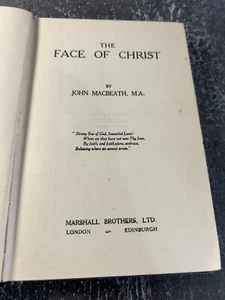 THE
FACE OF CHRIST
BY
JOHN MACBEATH, M.A.
"Strong Son of God, Immortal Love!
Whom we that have not seen Thy face,
By faith, and faith alone, embrace,
Believing where we cannot prove."
MARSHALL BROTHERS, LTD.
LONDON EDINBURGH